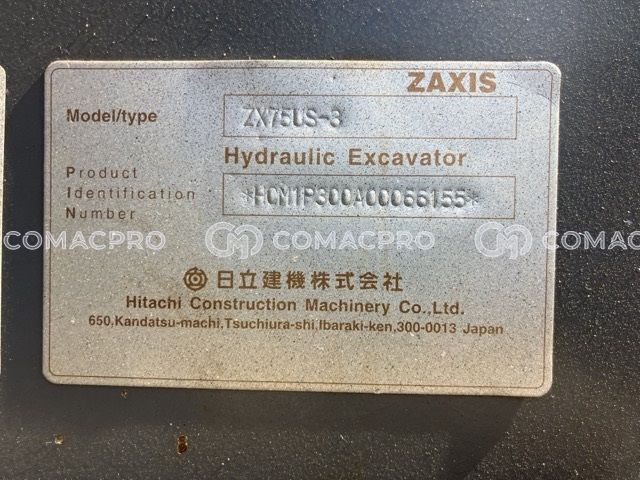 ZAXIS
Model/type ZX75US-3
Hydraulic Excavator
Product
Identification *HCM1P300A00066155*
Number
COMACPRO COMACPRO COMACPRO
日立建機株式会社
Hitachi Construction Machinery Co.,Ltd.
650,Kandatsu-machi,Tsuchiura-shi,Ibaraki-ken,300-0013 Japan